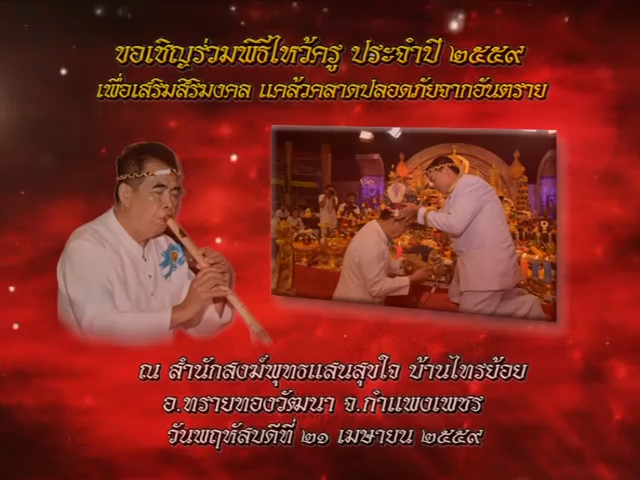 ขอเชิญร่วมพิธีไหว้ครู ประจำปี ๒๕๕๙
เพื่อเสริมสิริมงคล แคล้วคลาดปลอดภัยจากอันตราย
ณ สำนักสงฆ์พุทธแสนสุขใจ บ้านไทรย้อย
อ.ทรายทองวัฒนา จ.กำแพงเพชร
วันพฤหัสบดีที่ ๒๑ เมษายน ๒๕๕๙